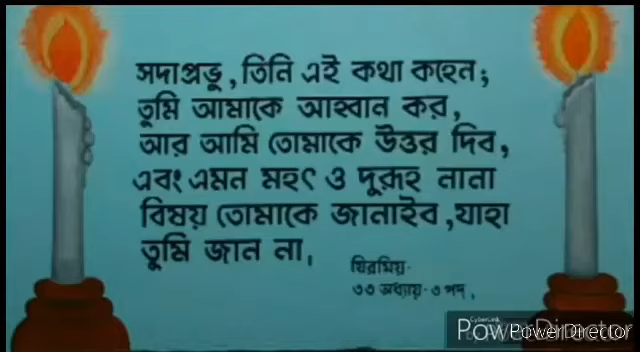 সদাপ্রভু, তিনি এই কথা কহেন;
তুমি আমাকে আহ্বান কর,
আর আমি তোমাকে উত্তর দিব,
এবং এমন মহৎ ও দুরূহ নানা
বিষয় তোমাকে জানাইব, যাহা
তুমি জান না,
যিরমিয়·
৩৩ অধ্যায়· ৩ পদ,
CyberLink
PowerDirector